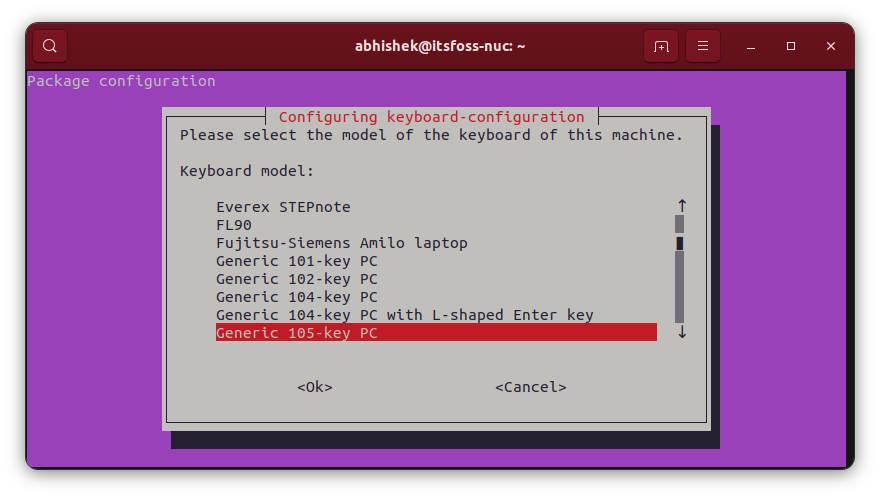 abhishek@itsfoss-nuc: ~
Package configuration
Configuring keyboard-configuration
Please select the model of the keyboard of this machine.
Keyboard model:
Everex STEPnote
FL90
Fujitsu-Siemens Amilo laptop
Generic 101-key PC
Generic 102-key PC
Generic 104-key PC
Generic 104-key PC with L-shaped Enter key
Generic 105-key PC
<Ok> <Cancel>